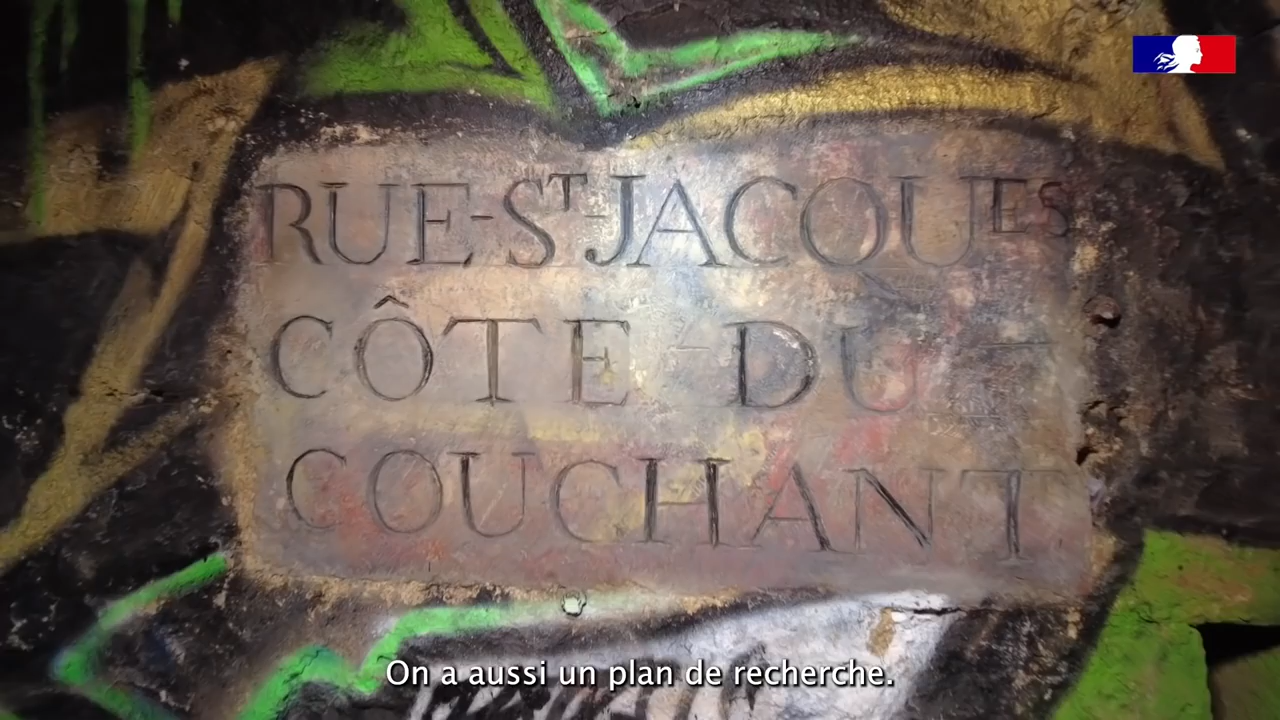 RUE-ST-JACQUES
CÔTE DU
COUCHANT
On a aussi un plan de recherche.